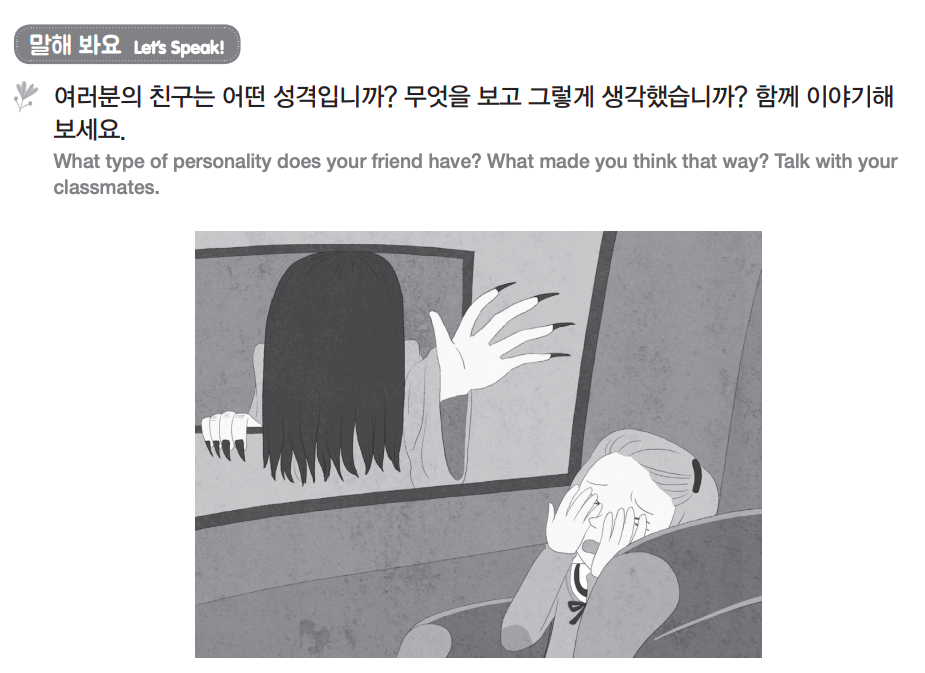 말해 봐요 Let's Speak!
여러분의 친구는 어떤 성격입니까? 무엇을 보고 그렇게 생각했습니까? 함께 이야기해
보세요.
What type of personality does your friend have? What made you think that way? Talk with your
classmates.